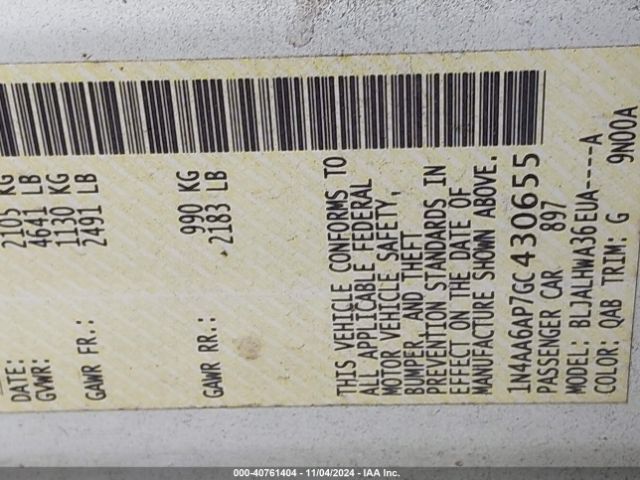 DATE:
GVWR: 2105 KG
4641 LB
GAWR FR.: 1130 KG
2491 LB
GAWR RR.: 990 KG
2183 LB
THIS VEHICLE CONFORMS TO
ALL APPLICABLE FEDERAL
MOTOR VEHICLE SAFETY,
BUMPER, AND THEFT
PREVENTION STANDARDS IN
EFFECT ON THE DATE OF
MANUFACTURE SHOWN ABOVE.
1N4AA6AP7GC430655
PASSENGER CAR 897
MODEL: BLJALHWA36EUA----A
COLOR: QAB TRIM: G 9N00A
000-40761404 - 11/04/2024 - IAA Inc.